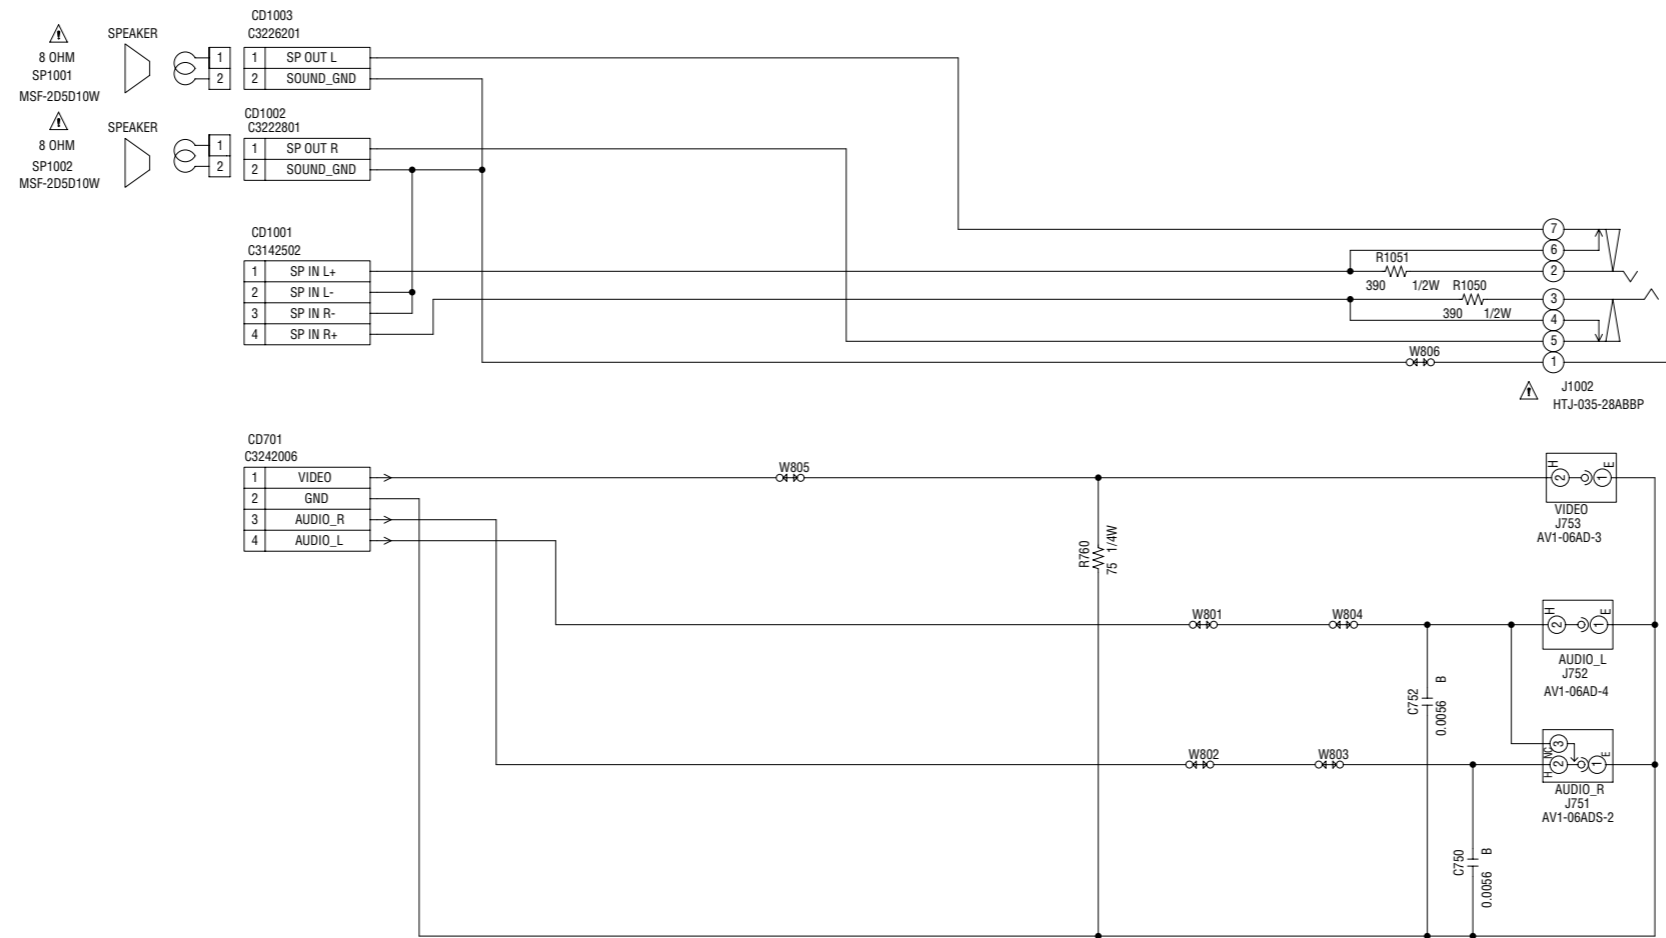 CD1003
C3226201
SPEAKER
8 OHM
SP1001
MSF-2D5D10W
1
2
1 SP OUT L
2 SOUND_GND
CD1002
C3222801
SPEAKER
8 OHM
SP1002
MSF-2D5D10W
1
2
1 SP OUT R
2 SOUND_GND
CD1001
C3142502
1 SP IN L+
2 SP IN L-
3 SP IN R-
4 SP IN R+
R1051
390 1/2W
R1050
390 1/2W
W806
7
6
2
3
4
5
1
J1002
HTJ-035-28ABBP
CD701
C3242006
1 VIDEO
2 GND
3 AUDIO_R
4 AUDIO_L
W805
R760
75 1/4W
H 2 1 E
VIDEO
J753
AV1-06AD-3
W801
W804
H 2 1 E
AUDIO_L
J752
AV1-06AD-4
C752
0.0056 B
W802
W803
NC 3
H 2 1 E
AUDIO_R
J751
AV1-06ADS-2
C750
0.0056 B